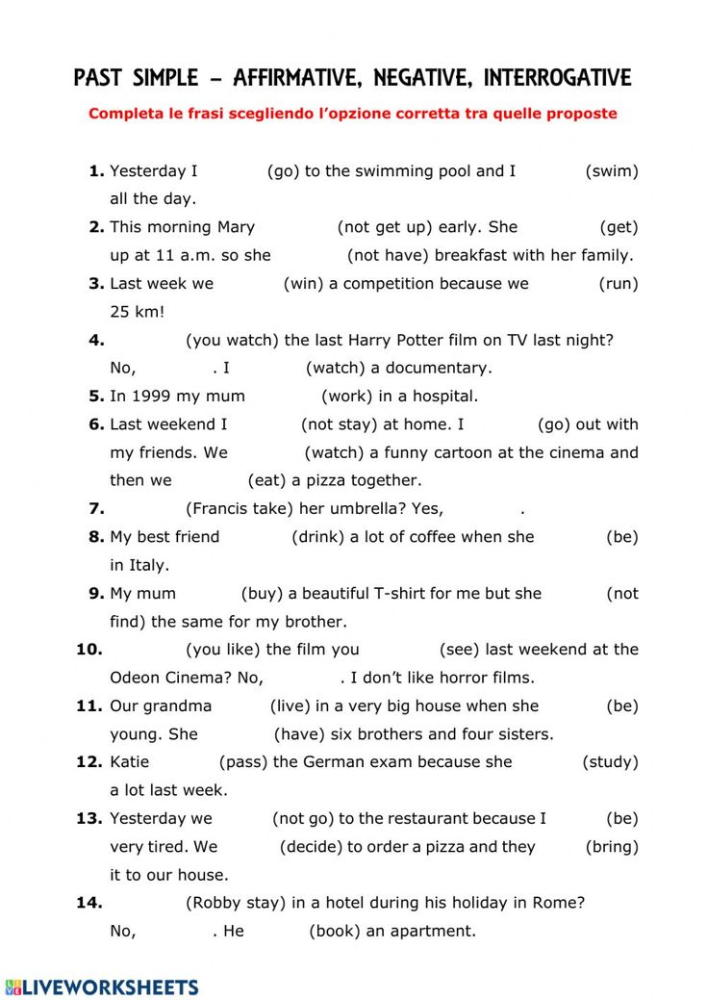 PAST SIMPLE – AFFIRMATIVE, NEGATIVE, INTERROGATIVE
Completa le frasi scegliendo l’opzione corretta tra quelle proposte
1. Yesterday I (go) to the swimming pool and I (swim)
all the day.
2. This morning Mary (not get up) early. She (get)
up at 11 a.m. so she (not have) breakfast with her family.
3. Last week we (win) a competition because we (run)
25 km!
4. (you watch) the last Harry Potter film on TV last night?
No, . I (watch) a documentary.
5. In 1999 my mum (work) in a hospital.
6. Last weekend I (not stay) at home. I (go) out with
my friends. We (watch) a funny cartoon at the cinema and
then we (eat) a pizza together.
7. (Francis take) her umbrella? Yes, .
8. My best friend (drink) a lot of coffee when she (be)
in Italy.
9. My mum (buy) a beautiful T-shirt for me but she (not
find) the same for my brother.
10. (you like) the film you (see) last weekend at the
Odeon Cinema? No, . I don’t like horror films.
11. Our grandma (live) in a very big house when she (be)
young. She (have) six brothers and four sisters.
12. Katie (pass) the German exam because she (study)
a lot last week.
13. Yesterday we (not go) to the restaurant because I (be)
very tired. We (decide) to order a pizza and they (bring)
it to our house.
14. (Robby stay) in a hotel during his holiday in Rome?
No, . He (book) an apartment.
LIVE LIVEWORKSHEETS